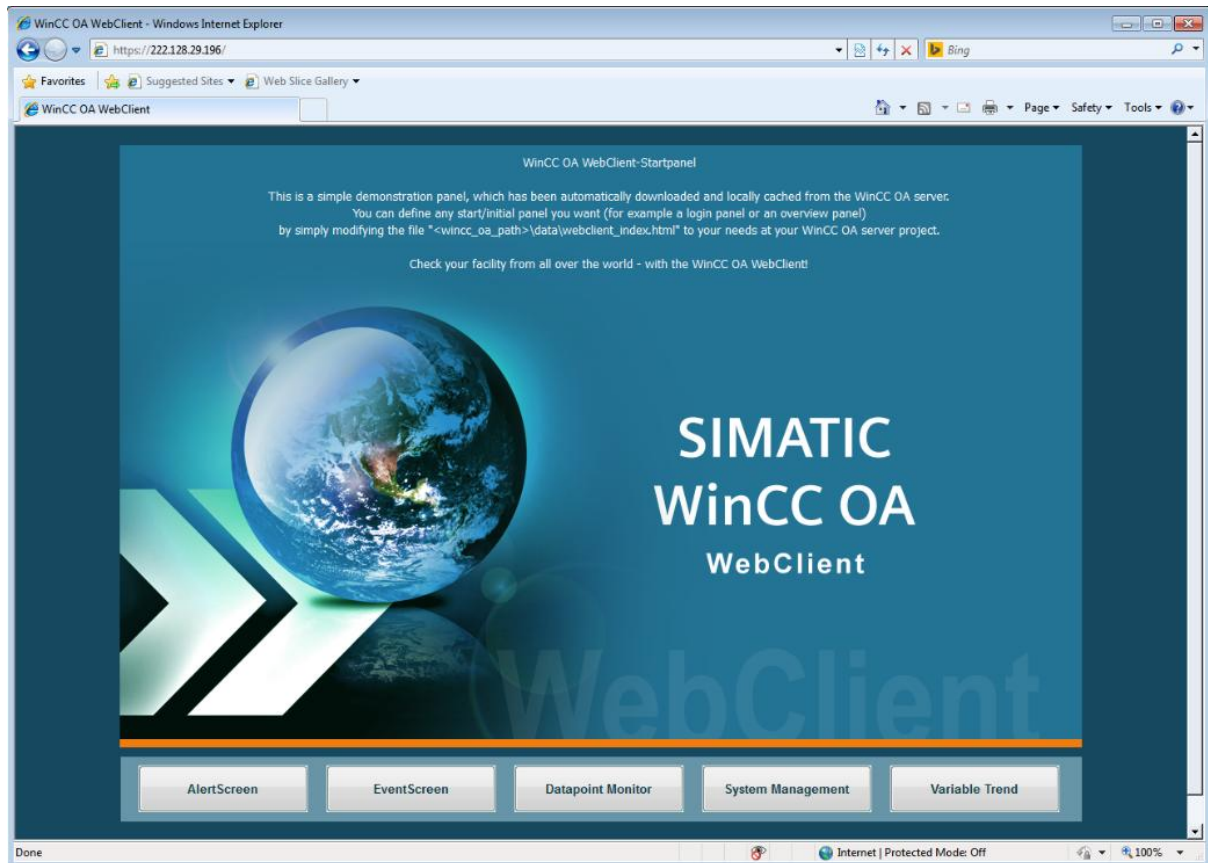 WinCC OA WebClient - Windows Internet Explorer
https://222.128.29.196/
Bing
Favorites Suggested Sites Web Slice Gallery
WinCC OA WebClient Page Safety Tools
WinCC OA WebClient-Startpanel
This is a simple demonstration panel, which has been automatically downloaded and locally cached from the WinCC OA server.
You can define any start/initial panel you want (for example a login panel or an overview panel)
by simply modifying the file "<wincc_oa_path>\data\webclient_index.html" to your needs at your WinCC OA server project.
Check your facility from all over the world - with the WinCC OA WebClient!
SIMATIC
WinCC OA
WebClient
WebClient
AlertScreen EventScreen Datapoint Monitor System Management Variable Trend
Done Internet | Protected Mode: Off 100%